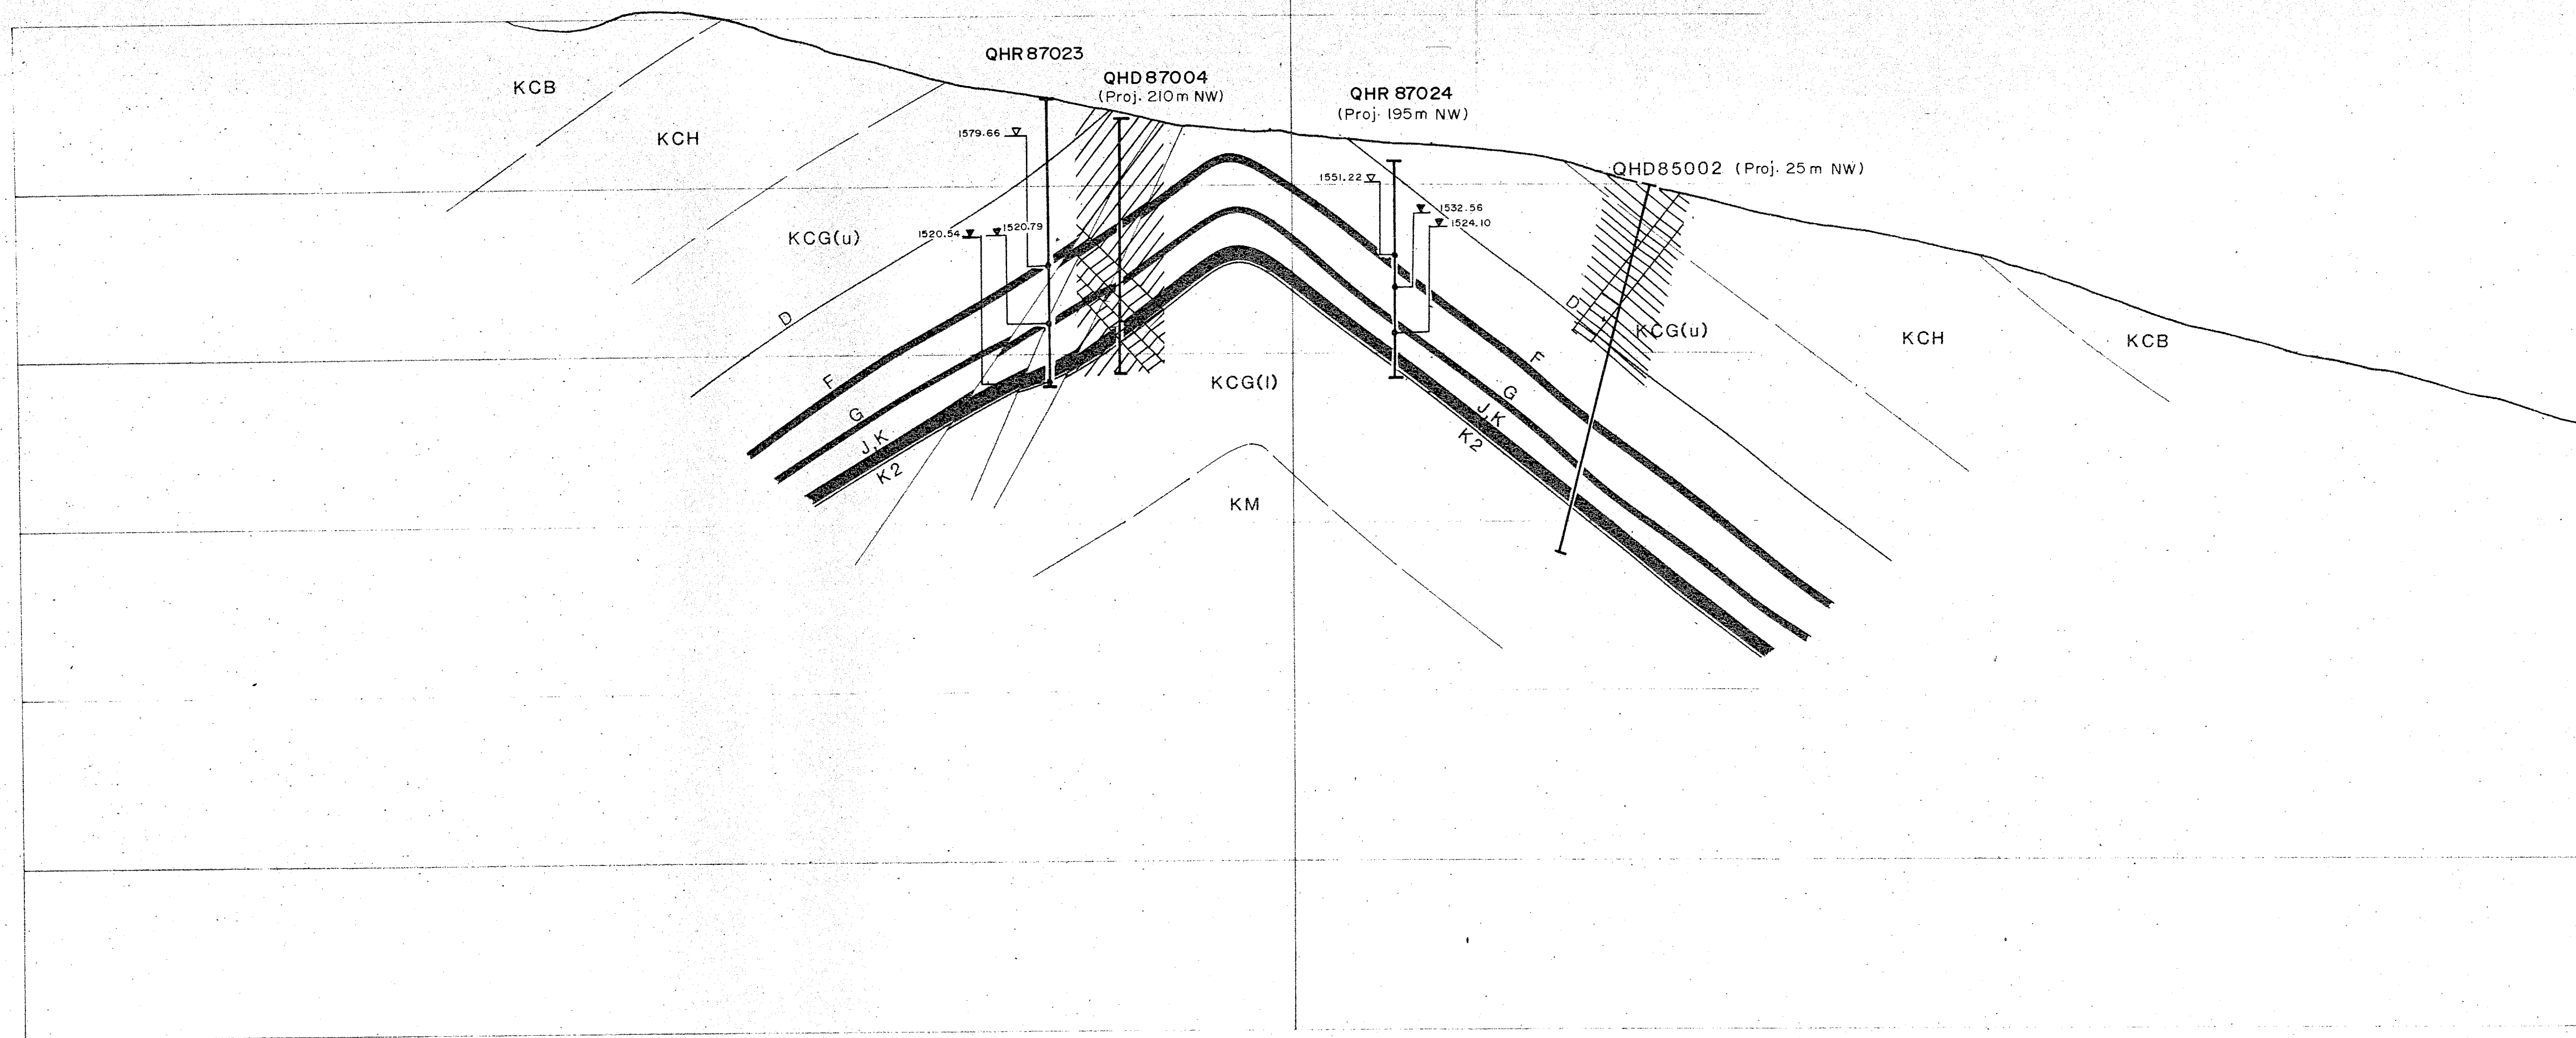 QHR 87023
QHD 87004
(Proj. 210m NW)
QHR 87024
(Proj. 195m NW)
QHD85002 (Proj. 25m NW)
KCB
KCH
KCG(u)
1579.66
1520.54
1520.79
1551.22
1532.56
1524.10
D
F
G
J,K
K2
KCG(l)
KM
D
F
G
J,K
K2
KCG(u)
KCH
KCB